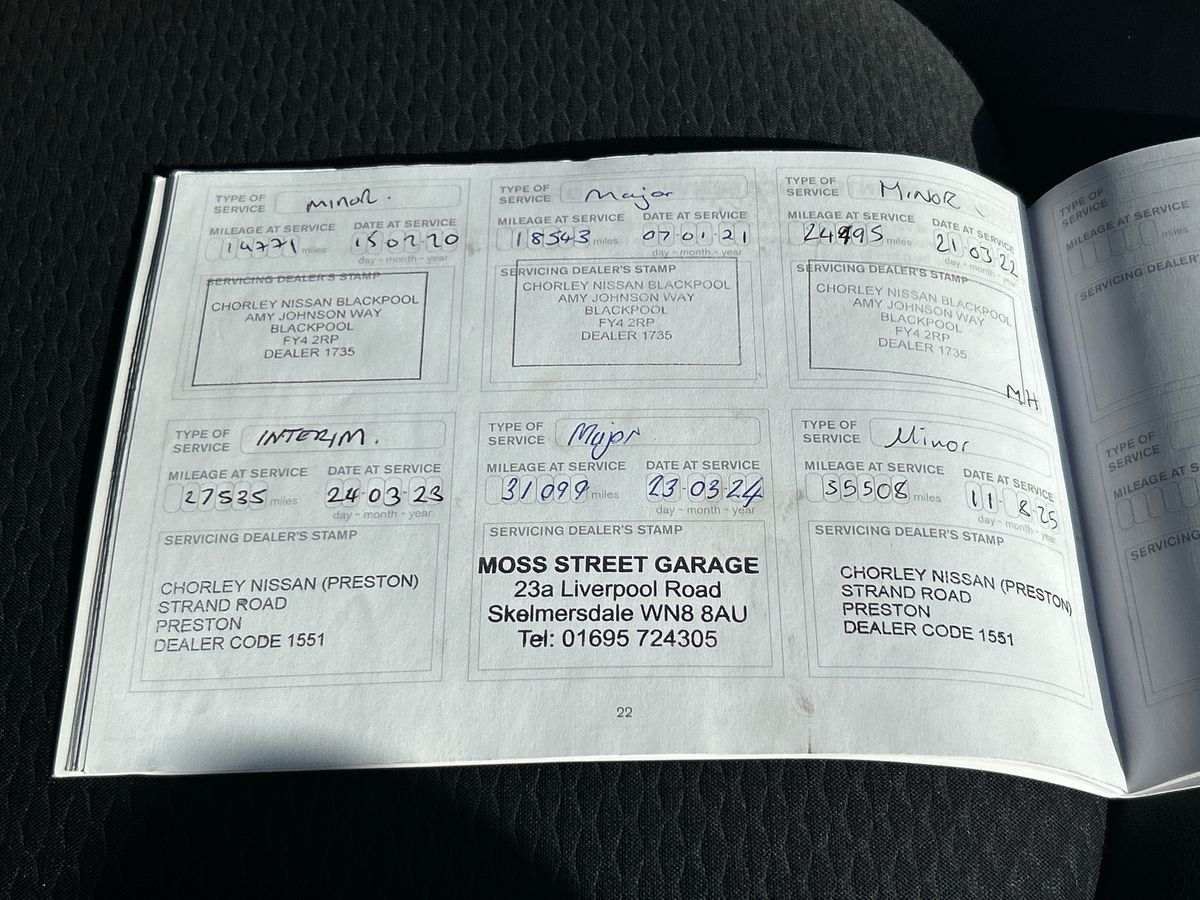 TYPE OF SERVICE MINOR.
MILEAGE AT SERVICE DATE AT SERVICE
14771 miles 15 02 20
day - month - year
SERVICING DEALER'S STAMP
CHORLEY NISSAN BLACKPOOL
AMY JOHNSON WAY
BLACKPOOL
FY4 2RP
DEALER 1735
TYPE OF SERVICE Major
MILEAGE AT SERVICE DATE AT SERVICE
18543 miles 07 01 21
day - month - year
SERVICING DEALER'S STAMP
CHORLEY NISSAN BLACKPOOL
AMY JOHNSON WAY
BLACKPOOL
FY4 2RP
DEALER 1735
TYPE OF SERVICE MINOR
MILEAGE AT SERVICE DATE AT SERVICE
miles 21 03 22
day - month - year
SERVICING DEALER'S STAMP
CHORLEY NISSAN BLACKPOOL
AMY JOHNSON WAY
BLACKPOOL
FY4 2RP
DEALER 1735
MH
TYPE OF SERVICE INTERIM.
MILEAGE AT SERVICE DATE AT SERVICE
27535 miles 24 03 23
day - month - year
SERVICING DEALER'S STAMP
CHORLEY NISSAN (PRESTON)
STRAND ROAD
PRESTON
DEALER CODE 1551
TYPE OF SERVICE Major
MILEAGE AT SERVICE DATE AT SERVICE
31099 miles 23 03 24
day - month - year
SERVICING DEALER'S STAMP
MOSS STREET GARAGE
23a Liverpool Road
Skelmersdale WN8 8AU
Tel: 01695 724305
TYPE OF SERVICE Minor
MILEAGE AT SERVICE DATE AT SERVICE
35508 miles 11 8 25
day - month - year
SERVICING DEALER'S STAMP
CHORLEY NISSAN (PRESTON)
STRAND ROAD
PRESTON
DEALER CODE 1551
22
TYPE OF
SERVICE
MILEAGE AT SERVICE
SERVICING DEALER'S
TYPE OF
SERVICE
MILEAGE AT SERVICE
SERVICING